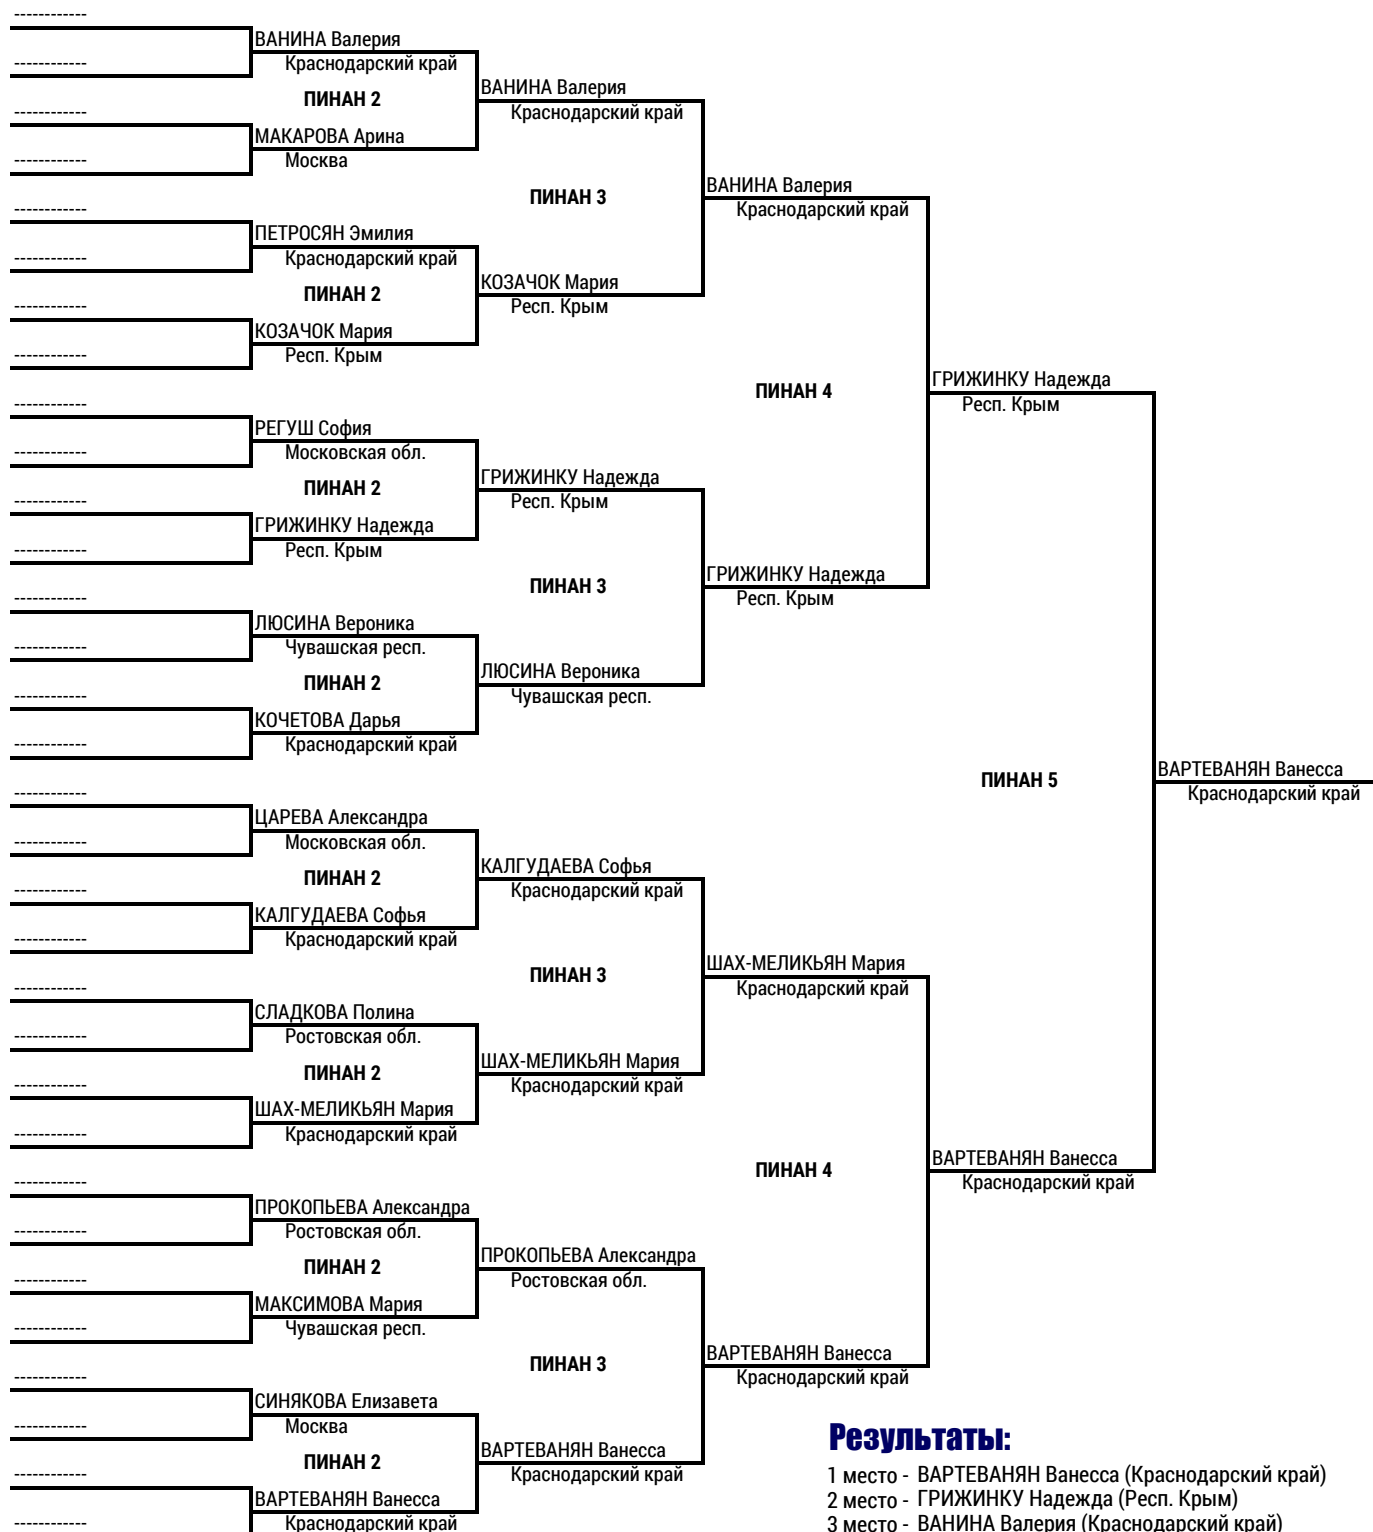 ------------
ВАНИНА Валерия
------------
Краснодарский край
ПИНАН 2
------------
МАКАРОВА Арина
------------
Москва
------------
ПЕТРОСЯН Эмилия
------------
Краснодарский край
ПИНАН 2
------------
КОЗАЧОК Мария
------------
Респ. Крым
------------
РЕГУШ София
------------
Московская обл.
ПИНАН 2
------------
ГРИЖИНКУ Надежда
------------
Респ. Крым
------------
ЛЮСИНА Вероника
------------
Чувашская респ.
ПИНАН 2
------------
КОЧЕТОВА Дарья
------------
Краснодарский край
------------
ЦАРЕВА Александра
------------
Московская обл.
ПИНАН 2
------------
КАЛГУДАЕВА Софья
------------
Краснодарский край
------------
СЛАДКОВА Полина
------------
Ростовская обл.
ПИНАН 2
------------
ШАХ-МЕЛИКЬЯН Мария
------------
Краснодарский край
------------
ПРОКОПЬЕВА Александра
------------
Ростовская обл.
ПИНАН 2
------------
МАКСИМОВА Мария
------------
Чувашская респ.
------------
СИНЯКОВА Елизавета
------------
Москва
ПИНАН 2
------------
ВАРТЕВАНЯН Ванесса
------------
Краснодарский край
ВАНИНА Валерия
Краснодарский край
ПИНАН 3
КОЗАЧОК Мария
Респ. Крым
ГРИЖИНКУ Надежда
Респ. Крым
ПИНАН 3
ЛЮСИНА Вероника
Чувашская респ.
КАЛГУДАЕВА Софья
Краснодарский край
ПИНАН 3
ШАХ-МЕЛИКЬЯН Мария
Краснодарский край
ПРОКОПЬЕВА Александра
Ростовская обл.
ПИНАН 3
ВАРТЕВАНЯН Ванесса
Краснодарский край
ВАНИНА Валерия
Краснодарский край
ПИНАН 4
ГРИЖИНКУ Надежда
Респ. Крым
ШАХ-МЕЛИКЬЯН Мария
Краснодарский край
ПИНАН 4
ВАРТЕВАНЯН Ванесса
Краснодарский край
ГРИЖИНКУ Надежда
Респ. Крым
ПИНАН 5
ВАРТЕВАНЯН Ванесса
Краснодарский край
ВАРТЕВАНЯН Ванесса
Краснодарский край
Результаты:
1 место - ВАРТЕВАНЯН Ванесса (Краснодарский край)
2 место - ГРИЖИНКУ Надежда (Респ. Крым)
3 место - ВАНИНА Валерия (Краснодарский край)